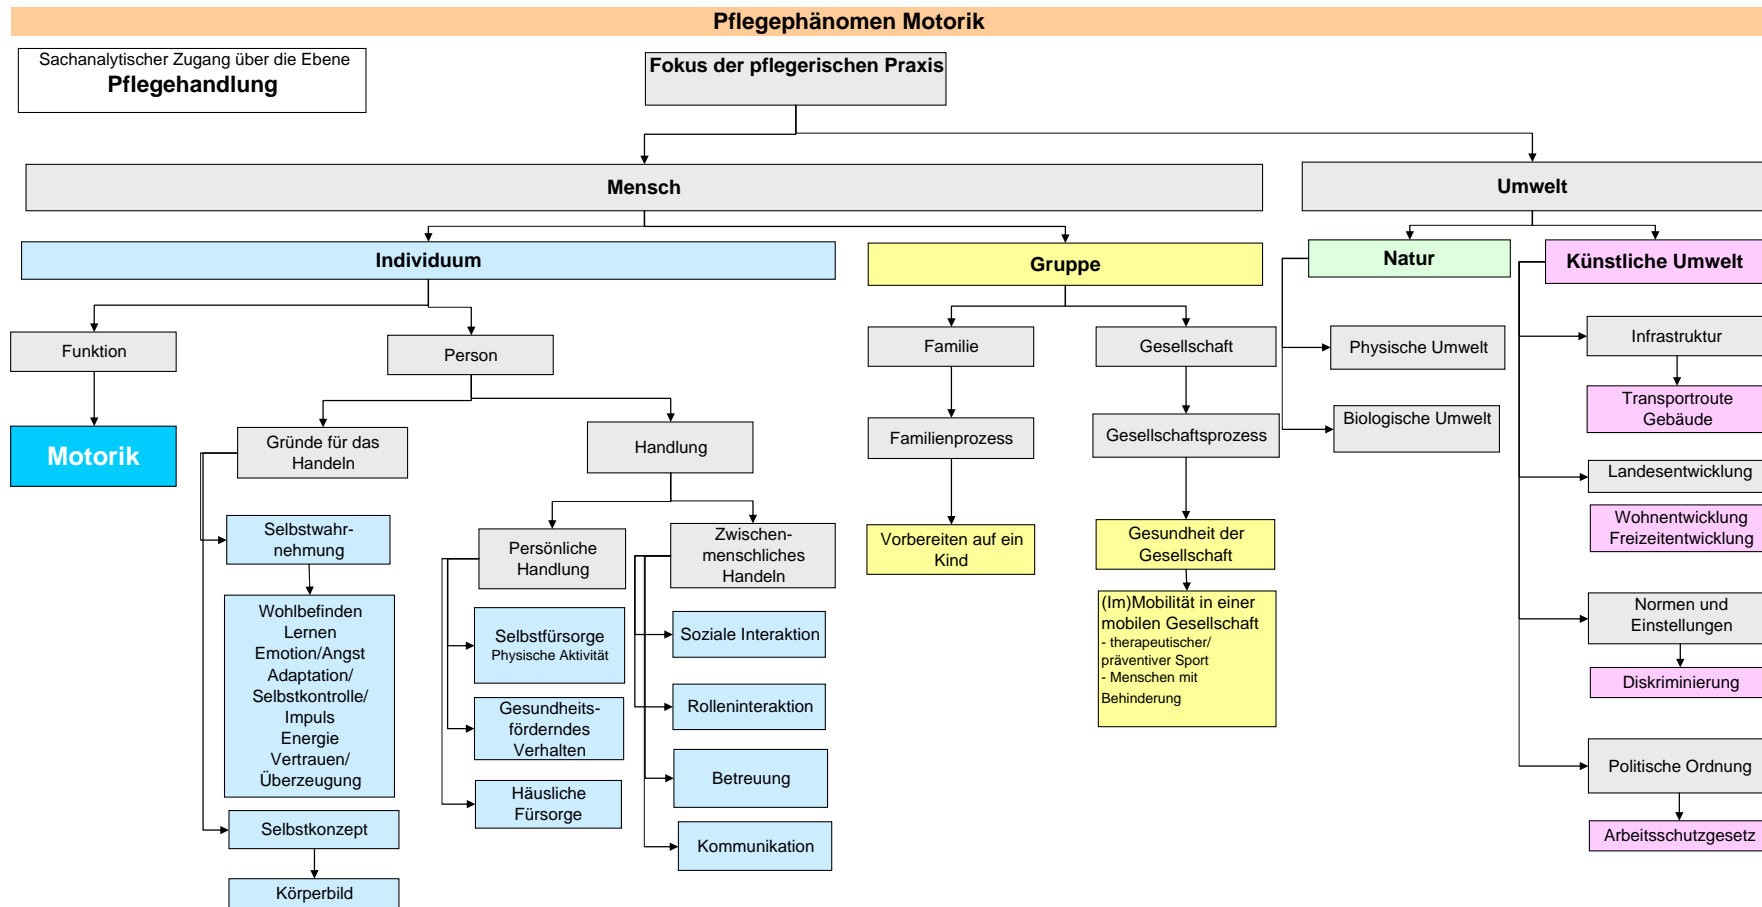 Pflegephänomen Motorik
Sachanalytischer Zugang über die Ebene
Pflegehandlung
Fokus der pflegerischen Praxis
Mensch
Umwelt
Individuum
Gruppe
Natur
Künstliche Umwelt
Funktion
Person
Familie
Gesellschaft
Physische Umwelt
Infrastruktur
Motorik
Gründe für das
Handeln
Handlung
Familienprozess
Gesellschaftsprozess
Biologische Umwelt
Transportroute
Gebäude
Landesentwicklung
Selbstwahr-
nehmung
Persönliche
Handlung
Zwischen-
menschliches
Handeln
Vorbereiten auf ein
Kind
Gesundheit der
Gesellschaft
Wohnentwicklung
Freizeitentwicklung
Wohlbefinden
Lernen
Emotion/Angst
Adaptation/
Selbstkontrolle/
Impuls
Energie
Vertrauen/
Überzeugung
Selbstfürsorge
Physische Aktivität
Soziale Interaktion
(Im)Mobilität in einer
mobilen Gesellschaft
- therapeutischer/
präventiver Sport
- Menschen mit
Behinderung
Normen und
Einstellungen
Diskriminierung
Gesundheits-
förderndes
Verhalten
Rolleninteraktion
Häusliche
Fürsorge
Betreuung
Politische Ordnung
Selbstkonzept
Kommunikation
Arbeitsschutzgesetz
Körperbild